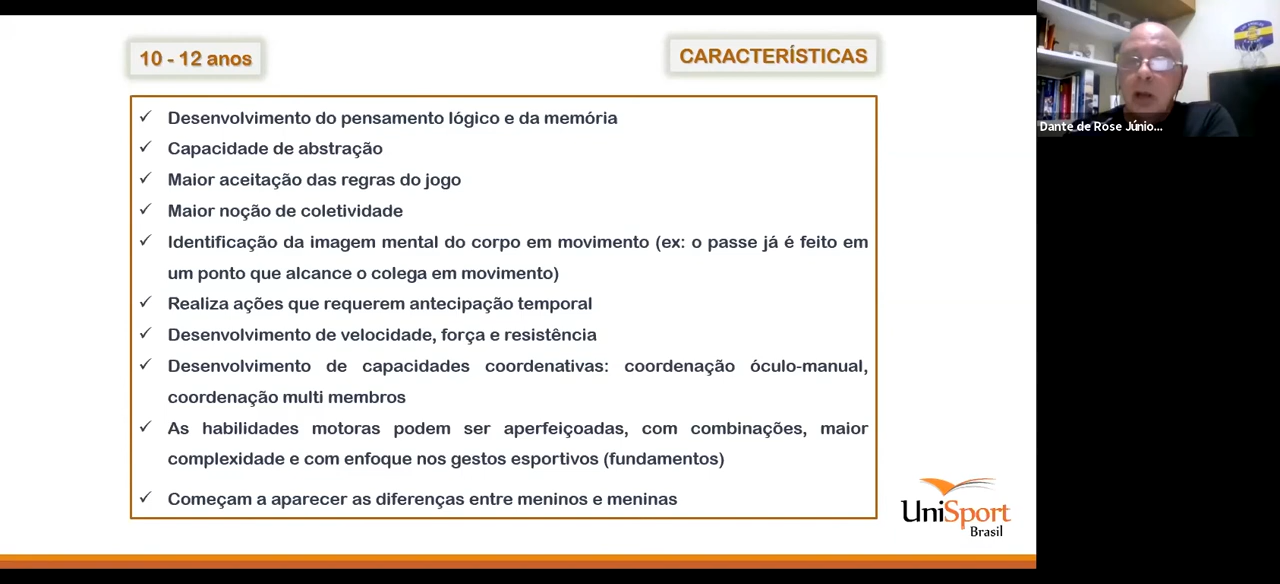 10 - 12 anos
CARACTERÍSTICAS
✓ Desenvolvimento do pensamento lógico e da memória
✓ Capacidade de abstração
✓ Maior aceitação das regras do jogo
✓ Maior noção de coletividade
✓ Identificação da imagem mental do corpo em movimento (ex: o passe já é feito em
um ponto que alcance o colega em movimento)
✓ Realiza ações que requerem antecipação temporal
✓ Desenvolvimento de velocidade, força e resistência
✓ Desenvolvimento de capacidades coordenativas: coordenação óculo-manual,
coordenação multi membros
✓ As habilidades motoras podem ser aperfeiçoadas, com combinações, maior
complexidade e com enfoque nos gestos esportivos (fundamentos)
✓ Começam a aparecer as diferenças entre meninos e meninas
UniSport
Brasil
Dante de Rose Júnio...